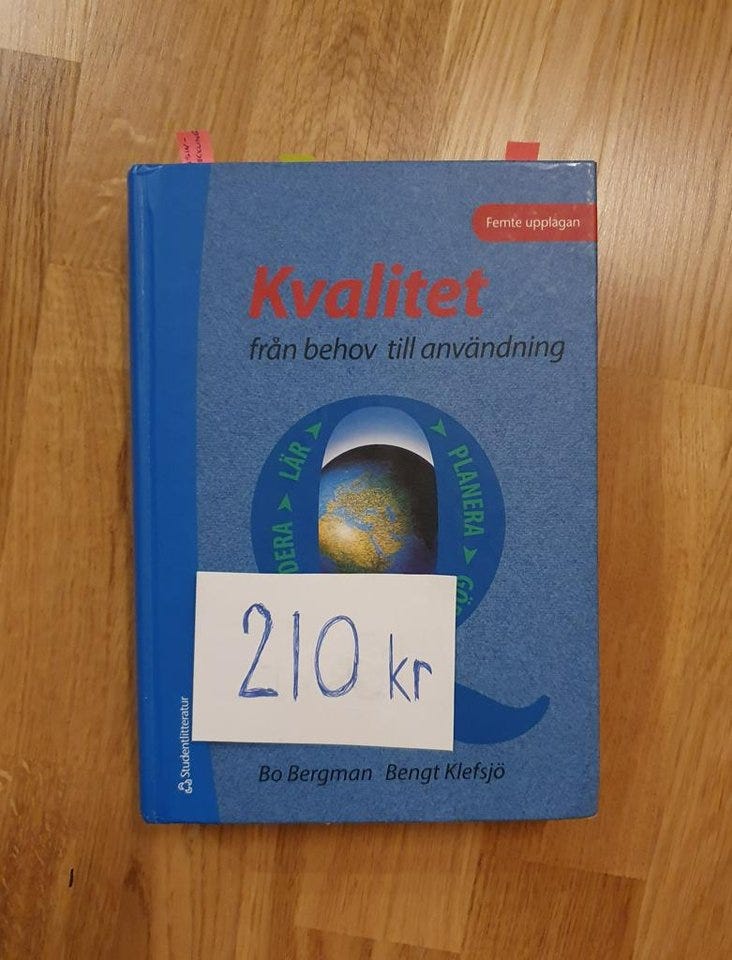 Femte upplagan
Kvalitet
från behov till användning
LÄR
PLANERA
210 kr
Bo Bergman Bengt Klefsjö
Studentlitteratur